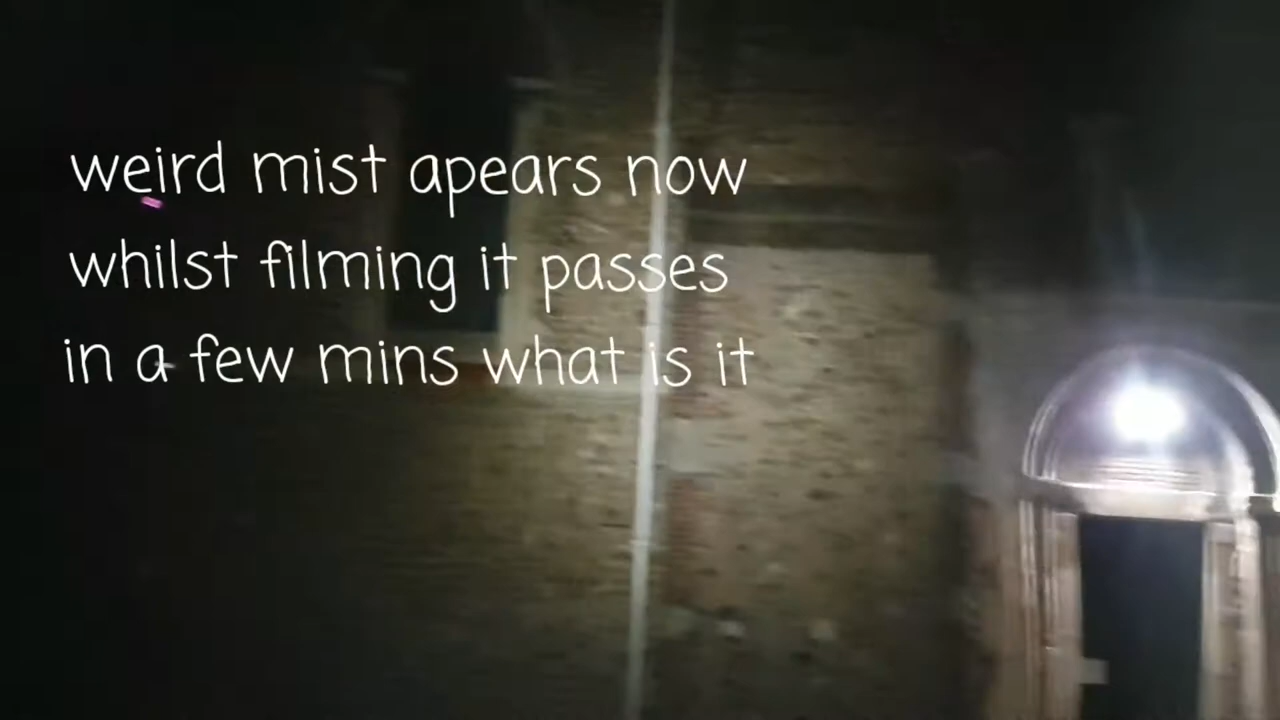 weird mist apears now
whilst filming it passes
in a few mins what is it